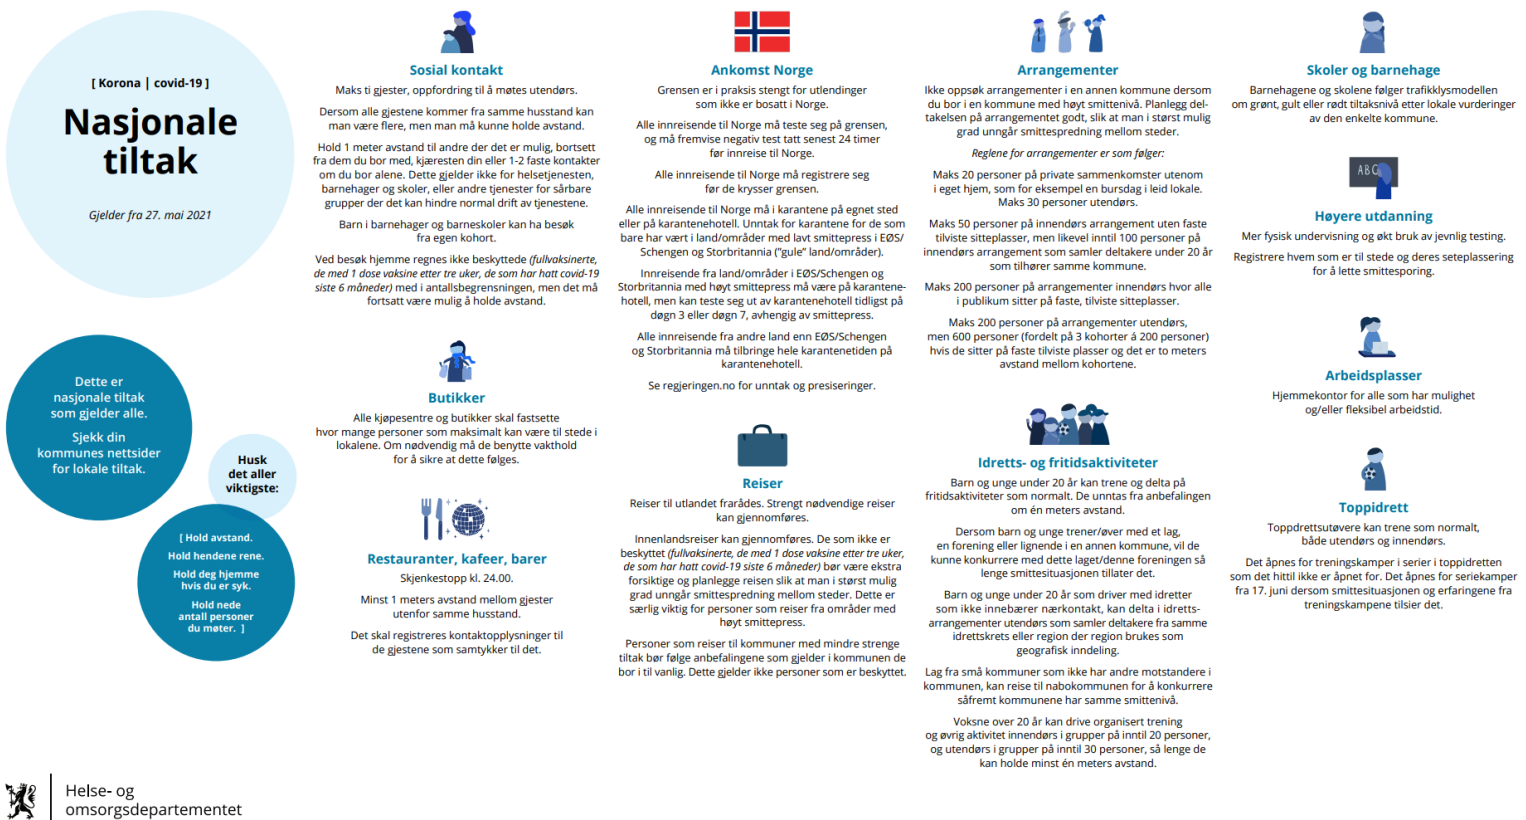 [ Korona | covid-19 ]
Nasjonale
tiltak
Gjelder fra 27. mai 2021
Dette er
nasjonale tiltak
som gjelder alle.
Sjekk din
kommunes nettsider
for lokale tiltak.
Husk
det aller
viktigste:
[ Hold avstand.
Hold hendene rene.
Hold deg hjemme
hvis du er syk.
Hold nede
antall personer
du møter. ]
Helse- og
omsorgsdepartementet
Sosial kontakt
Maks ti gjester, oppfordring til å møtes utendørs.
Dersom alle gjestene kommer fra samme husstand kan
man være flere, men man må kunne holde avstand.
Hold 1 meter avstand til andre der det er mulig, bortsett
fra dem du bor med, kjæresten din eller 1-2 faste kontakter
om du bor alene. Dette gjelder ikke for helsetjenesten,
barnehager og skoler, eller andre tjenester for sårbare
grupper der det kan hindre normal drift av tjenestene.
Barn i barnehager og barneskoler kan ha besøk
fra egen kohort.
Ved besøk hjemme regnes ikke beskyttede (fullvaksinerte,
de med 1 dose vaksine etter tre uker, de som har hatt covid-19
siste 6 måneder) med i antallsbegrensningen, men det må
fortsatt være mulig å holde avstand.
Butikker
Alle kjøpesentre og butikker skal fastsette
hvor mange personer som maksimalt kan være til stede i
lokalene. Om nødvendig må de benytte vakthold
for å sikre at dette følges.
Restauranter, kafeer, barer
Skjenkestopp kl. 24.00.
Minst 1 meters avstand mellom gjester
utenfor samme husstand.
Det skal registreres kontaktopplysninger til
de gjestene som samtykker til det.
Ankomst Norge
Grensen er i praksis stengt for utlendinger
som ikke er bosatt i Norge.
Alle innreisende til Norge må teste seg på grensen,
og må fremvise negativ test tatt senest 24 timer
før innreise til Norge.
Alle innreisende til Norge må registrere seg
før de krysser grensen.
Alle innreisende til Norge må i karantene på egnet sted
eller på karantenehotell. Unntak for karantene for de som
bare har vært i land/områder med lavt smittepress i EØS/
Schengen og Storbritannia ("gule" land/områder).
Innreisende fra land/områder i EØS/Schengen og
Storbritannia med høyt smittepress må være på karantene-
hotell, men kan teste seg ut av karantenehotell tidligst på
døgn 3 eller døgn 7, avhengig av smittepress.
Alle innreisende fra andre land enn EØS/Schengen
og Storbritannia må tilbringe hele karantenetiden på
karantenehotell.
Se regjeringen.no for unntak og presiseringer.
Reiser
Reiser til utlandet frarådes. Strengt nødvendige reiser
kan gjennomføres.
Innenlandsreiser kan gjennomføres. De som ikke er
beskyttet (fullvaksinerte, de med 1 dose vaksine etter tre uker,
de som har hatt covid-19 siste 6 måneder) bør være ekstra
forsiktige og planlegge reisen slik at man i størst mulig
grad unngår smittespredning mellom steder. Dette er
særlig viktig for personer som reiser fra områder med
høyt smittepress.
Personer som reiser til kommuner med mindre strenge
tiltak bør følge anbefalingene som gjelder i kommunen de
bor i til vanlig. Dette gjelder ikke personer som er beskyttet.
Arrangementer
Ikke oppsøk arrangementer i en annen kommune dersom
du bor i en kommune med høyt smittenivå. Planlegg del-
takelsen på arrangementet godt, slik at man i størst mulig
grad unngår smittespredning mellom steder.
Reglene for arrangementer er som følger:
Maks 20 personer på private sammenkomster utenom
i eget hjem, som for eksempel en bursdag i leid lokale.
Maks 30 personer utendørs.
Maks 50 personer på innendørs arrangement uten faste
tilviste sitteplasser, men likevel inntil 100 personer på
innendørs arrangement som samler deltakere under 20 år
som tilhører samme kommune.
Maks 200 personer på arrangementer innendørs hvor alle
i publikum sitter på faste, tilviste sitteplasser.
Maks 200 personer på arrangementer utendørs,
men 600 personer (fordelt på 3 kohorter á 200 personer)
hvis de sitter på faste tilviste plasser og det er to meters
avstand mellom kohortene.
Idretts- og fritidsaktiviteter
Barn og unge under 20 år kan trene og delta på
fritidsaktiviteter som normalt. De unntas fra anbefalingen
om én meters avstand.
Dersom barn og unge trener/øver med et lag,
en forening eller lignende i en annen kommune, vil de
kunne konkurrere med dette laget/denne foreningen så
lenge smittesituasjonen tillater det.
Barn og unge under 20 år som driver med idretter
som ikke innebærer nærkontakt, kan delta i idretts-
arrangementer utendørs som samler deltakere fra samme
idrettskrets eller region der region brukes som
geografisk inndeling.
Lag fra små kommuner som ikke har andre motstandere i
kommunen, kan reise til nabokommunen for å konkurrere
såfremt kommunene har samme smittenivå.
Voksne over 20 år kan drive organisert trening
og øvrig aktivitet innendørs i grupper på inntil 20 personer,
og utendørs i grupper på inntil 30 personer, så lenge de
kan holde minst én meters avstand.
Skoler og barnehage
Barnehagene og skolene følger trafikklysmodellen
om grønt, gult eller rødt tiltaksnivå etter lokale vurderinger
av den enkelte kommune.
ABC
Høyere utdanning
Mer fysisk undervisning og økt bruk av jevnlig testing.
Registrere hvem som er til stede og deres seteplassering
for å lette smittesporing.
Arbeidsplasser
Hjemmekontor for alle som har mulighet
og/eller fleksibel arbeidstid.
Toppidrett
Toppdrettsutøvere kan trene som normalt,
både utendørs og innendørs.
Det åpnes for treningskamper i serier i toppidretten
som det hittil ikke er åpnet for. Det åpnes for seriekamper
fra 17. juni dersom smittesituasjonen og erfaringene fra
treningskampene tilsier det.